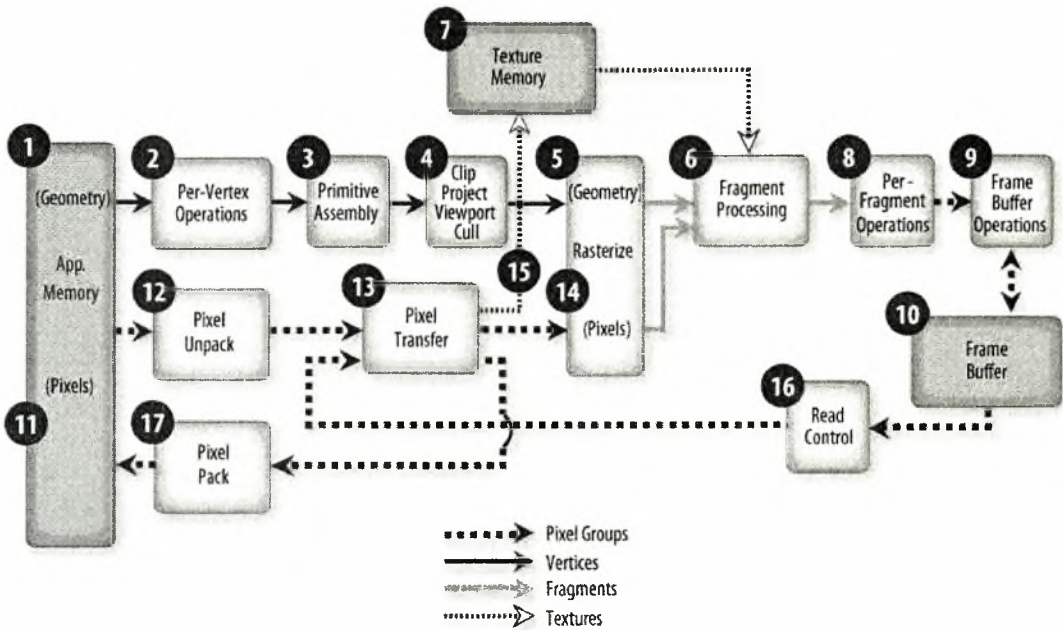 7
Texture
Memory
1
(Geometry)
App.
Memory
(Pixels)
11
2
Per-Vertex
Operations
3
Primitive
Assembly
4
Clip
Project
Viewport
Cull
5
(Geometry)
Rasterize
14
(Pixels)
6
Fragment
Processing
8
Per-
Fragment
Operations
9
Frame
Buffer
Operations
12
Pixel
Unpack
13
Pixel
Transfer
15
10
Frame
Buffer
16
Read
Control
17
Pixel
Pack
Pixel Groups
Vertices
Fragments
Textures